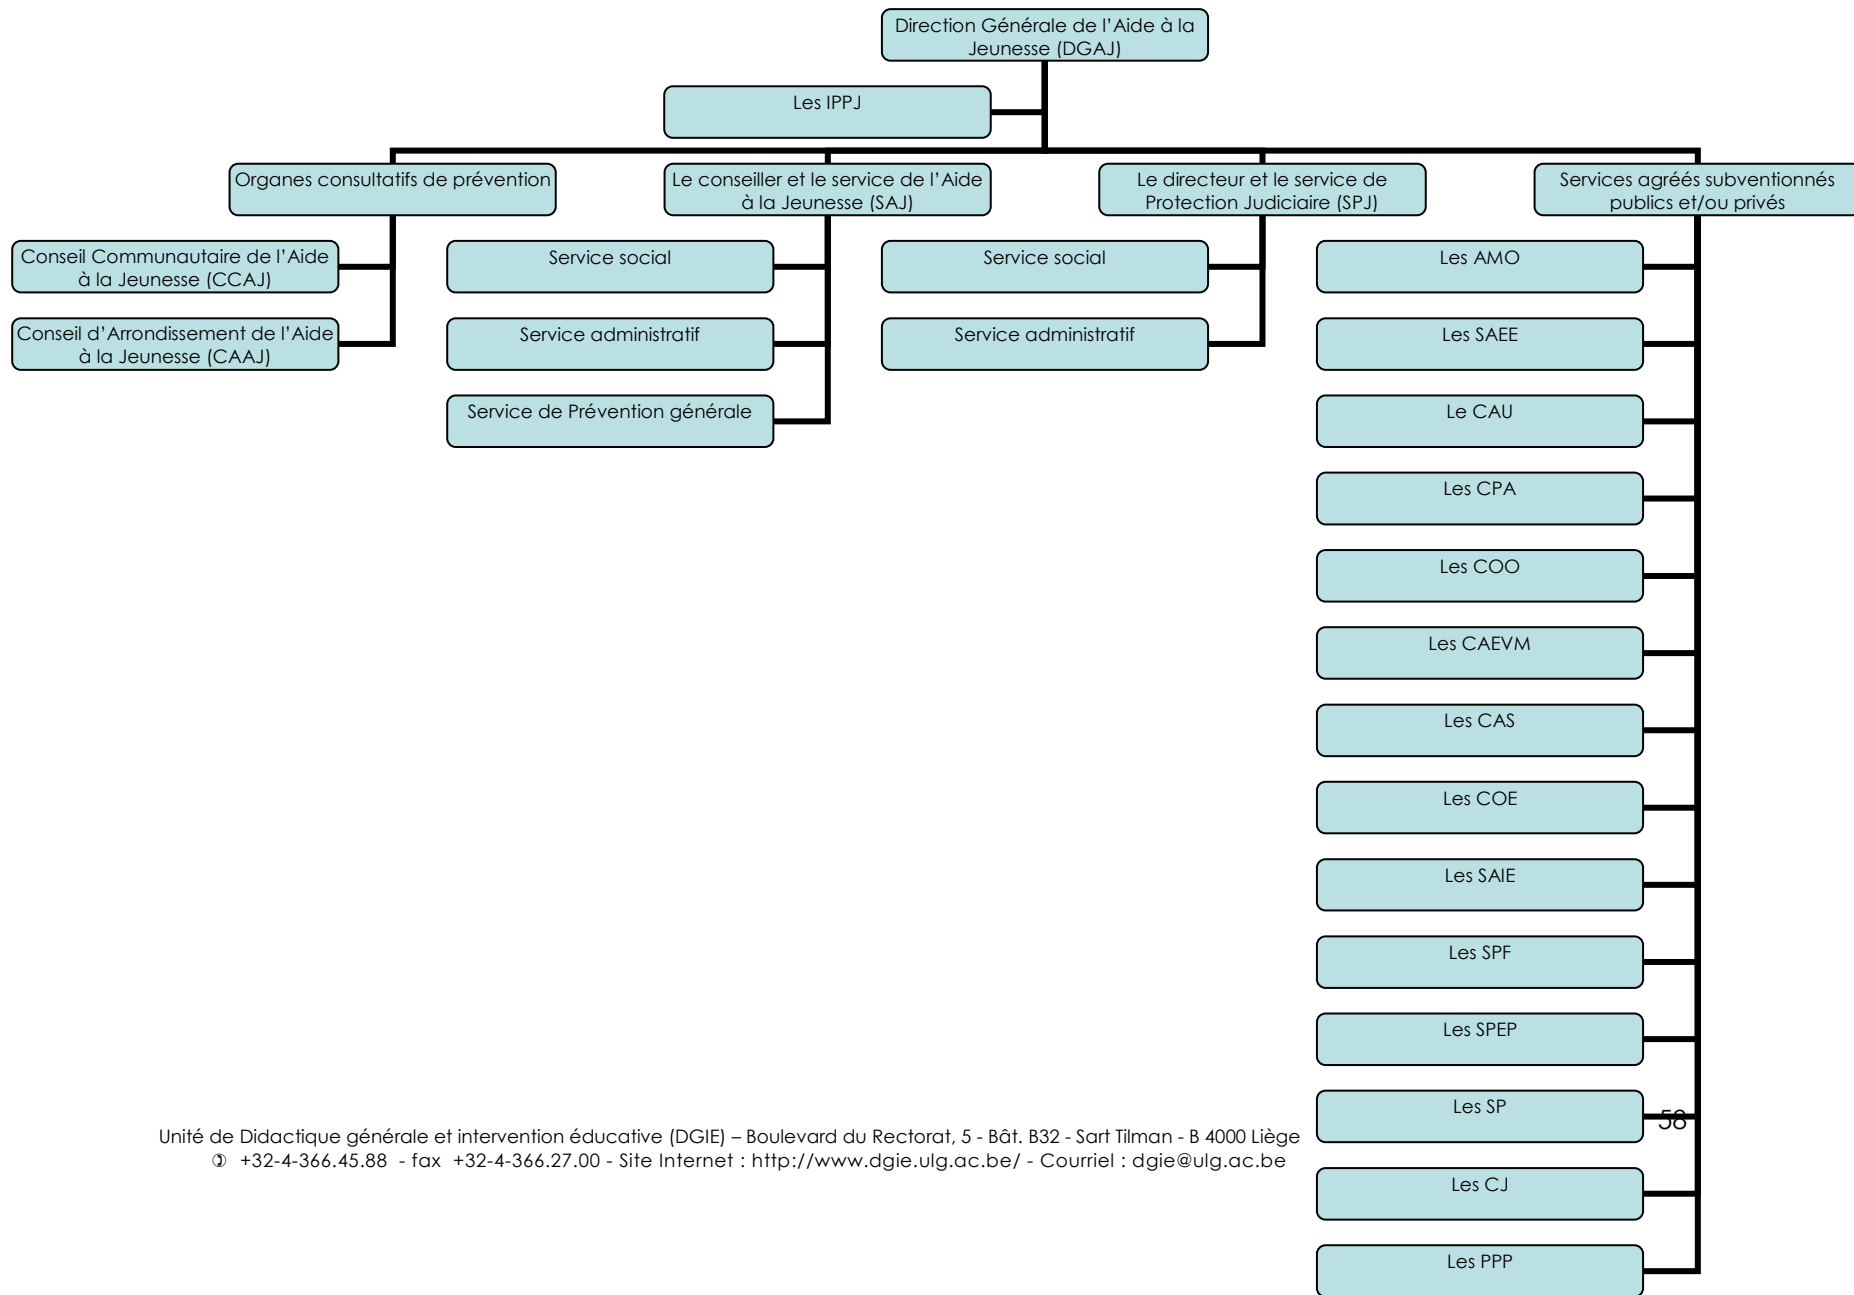 Direction Générale de l'Aide à la
Jeunesse (DGAJ)
Les IPPJ
Organes consultatifs de prévention
Le conseiller et le service de l'Aide
à la Jeunesse (SAJ)
Le directeur et le service de
Protection Judiciaire (SPJ)
Services agréés subventionnés
publics et/ou privés
Conseil Communautaire de l'Aide
à la Jeunesse (CCAJ)
Conseil d'Arrondissement de l'Aide
à la Jeunesse (CAAJ)
Service social
Service administratif
Service de Prévention générale
Service social
Service administratif
Les AMO
Les SAEE
Le CAU
Les CPA
Les COO
Les CAEVM
Les CAS
Les COE
Les SAIE
Les SPF
Les SPEP
Les SP
Les CJ
Les PPP
58
Unité de Didactique générale et intervention éducative (DGIE) – Boulevard du Rectorat, 5 - Bât. B32 - Sart Tilman - B 4000 Liège
+32-4-366.45.88 - fax +32-4-366.27.00 - Site Internet : http://www.dgie.ulg.ac.be/ - Courriel : dgie@ulg.ac.be